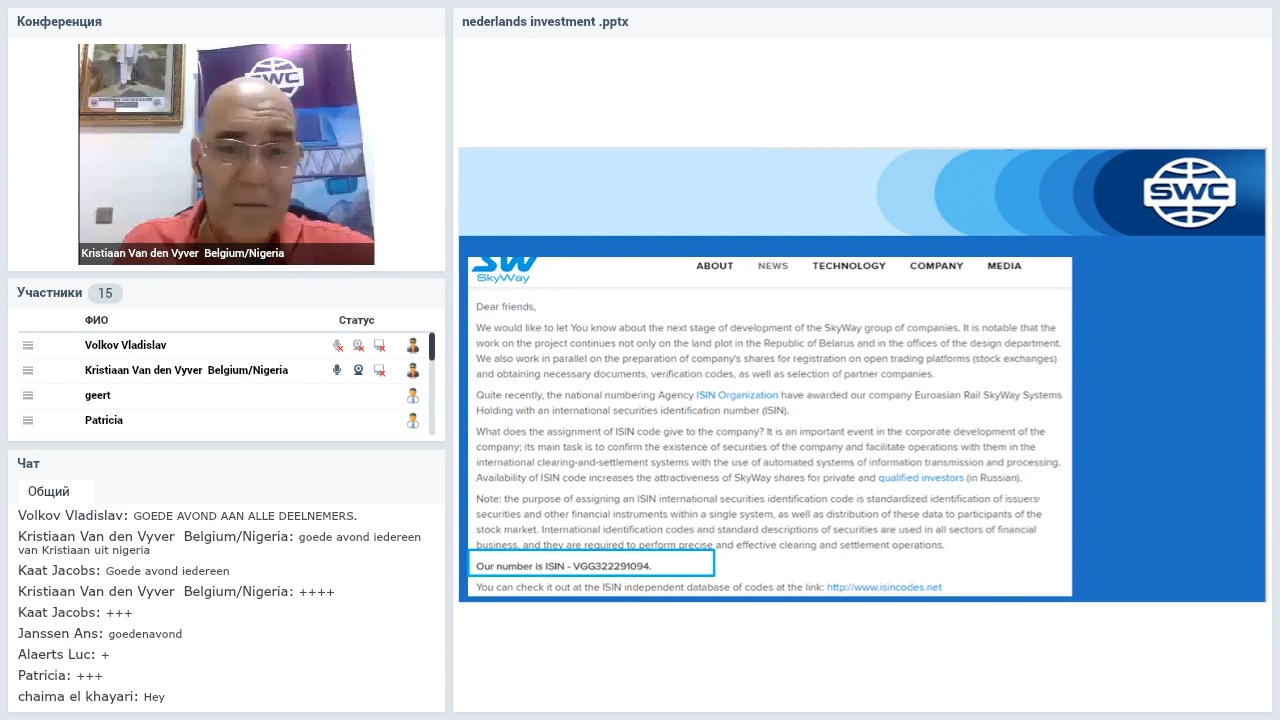 Конференция
SWC
Kristiaan Van den Vyver  Belgium/Nigeria
Участники 15
ФИО Статус
Volkov Vladislav
Kristiaan Van den Vyver  Belgium/Nigeria
geert
Patricia
Чат
Общий
Volkov Vladislav: GOEDE AVOND AAN ALLE DEELNEMERS.
Kristiaan Van den Vyver  Belgium/Nigeria: goede avond iedereen
van Kristiaan uit nigeria
Kaat Jacobs: Goede avond iedereen
Kristiaan Van den Vyver  Belgium/Nigeria: ++++
Kaat Jacobs: +++
Janssen Ans: goedenavond
Alaerts Luc: +
Patricia: +++
chaima el khayari: Hey
nederlands investment .pptx
SWC
SW
SkyWay
ABOUT NEWS TECHNOLOGY COMPANY MEDIA
Dear friends,
We would like to let You know about the next stage of development of the SkyWay group of companies. It is notable that the
work on the project continues not only on the land plot in the Republic of Belarus and in the offices of the design department.
We also work in parallel on the preparation of company's shares for registration on open trading platforms (stock exchanges)
and obtaining necessary documents, verification codes, as well as selection of partner companies.
Quite recently, the national numbering Agency ISIN Organization have awarded our company Euroasian Rail SkyWay Systems
Holding with an international securities identification number (ISIN).
What does the assignment of ISIN code give to the company? It is an important event in the corporate development of the
company; its main task is to confirm the existence of securities of the company and facilitate operations with them in the
international clearing-and-settlement systems with the use of automated systems of information transmission and processing.
Availability of ISIN code increases the attractiveness of SkyWay shares for private and qualified investors (in Russian).
Note: the purpose of assigning an ISIN international securities identification code is standardized identification of issuers'
securities and other financial instruments within a single system, as well as distribution of these data to participants of the
stock market. International identification codes and standard descriptions of securities are used in all sectors of financial
business, and they are required to perform precise and effective clearing and settlement operations.
Our number is ISIN - VGG322291094.
You can check it out at the ISIN independent database of codes at the link: http://www.isincodes.net